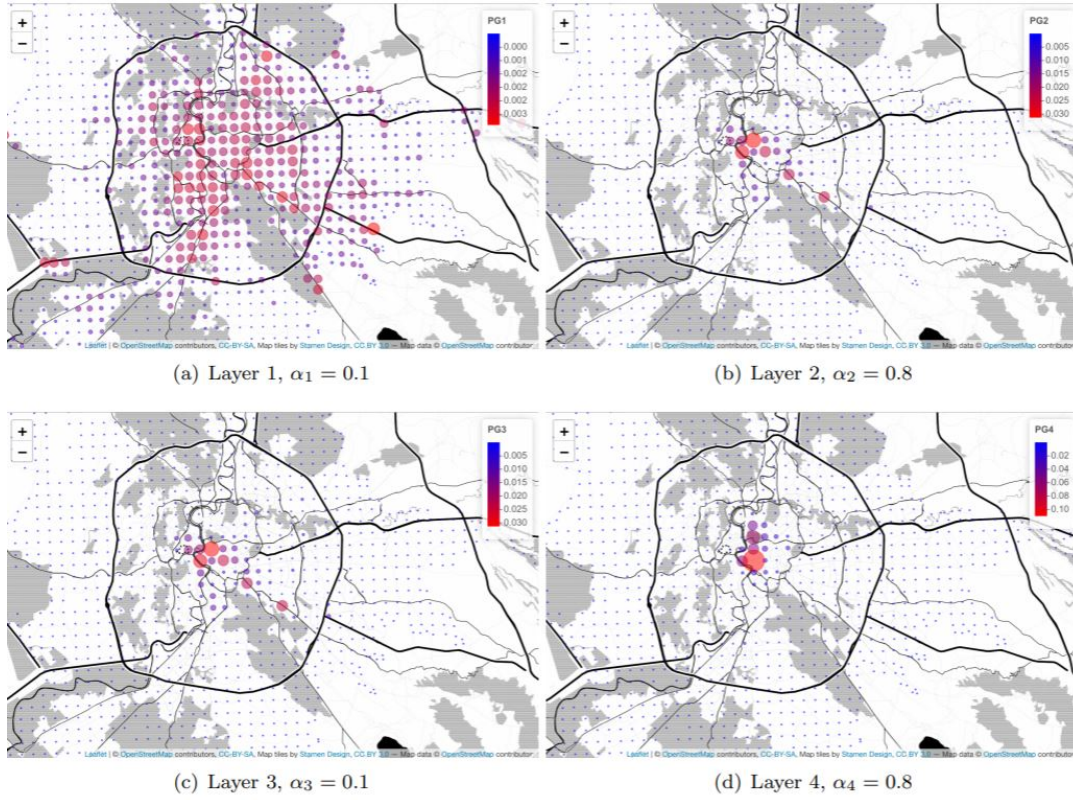 +
−
PG1
0.000
0.001
0.002
0.002
0.003
0.003
Leaflet | © OpenStreetMap contributors, CC-BY-SA, Map tiles by Stamen Design, CC BY 3.0 — Map data © OpenStreetMap contributor:
(a) Layer 1, α₁ = 0.1
+
−
PG2
0.005
0.010
0.015
0.020
0.025
0.030
Leaflet | © OpenStreetMap contributors, CC-BY-SA, Map tiles by Stamen Design, CC BY 3.0 — Map data © OpenStreetMap contributor:
(b) Layer 2, α₂ = 0.8
+
−
PG3
0.005
0.010
0.015
0.020
0.025
0.030
Leaflet | © OpenStreetMap contributors, CC-BY-SA, Map tiles by Stamen Design, CC BY 3.0 — Map data © OpenStreetMap contributor:
(c) Layer 3, α₃ = 0.1
+
−
PG4
0.02
0.04
0.06
0.08
0.10
Leaflet | © OpenStreetMap contributors, CC-BY-SA, Map tiles by Stamen Design, CC BY 3.0 — Map data © OpenStreetMap contributor:
(d) Layer 4, α₄ = 0.8